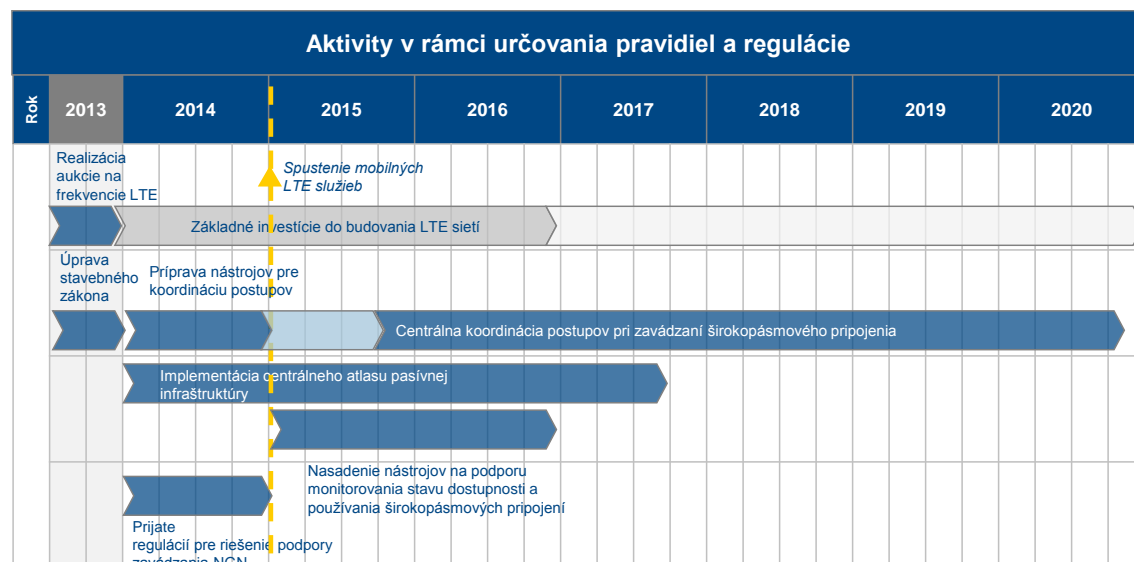 Aktivity v rámci určovania pravidiel a regulácie
Rok
2013
2014
2015
2016
2017
2018
2019
2020
Realizácia
aukcie na
frekvencie LTE
Spustenie mobilných
LTE služieb
Základné investície do budovania LTE sietí
Úprava
stavebného
zákona
Príprava nástrojov pre
koordináciu postupov
Centrálna koordinácia postupov pri zavádzaní širokopásmového pripojenia
Implementácia centrálneho atlasu pasívnej
infraštruktúry
Nasadenie nástrojov na podporu
monitorovania stavu dostupnosti a
používania širokopásmových pripojení
Prijate
regulácií pre riešenie podpory
zavádzania NGN